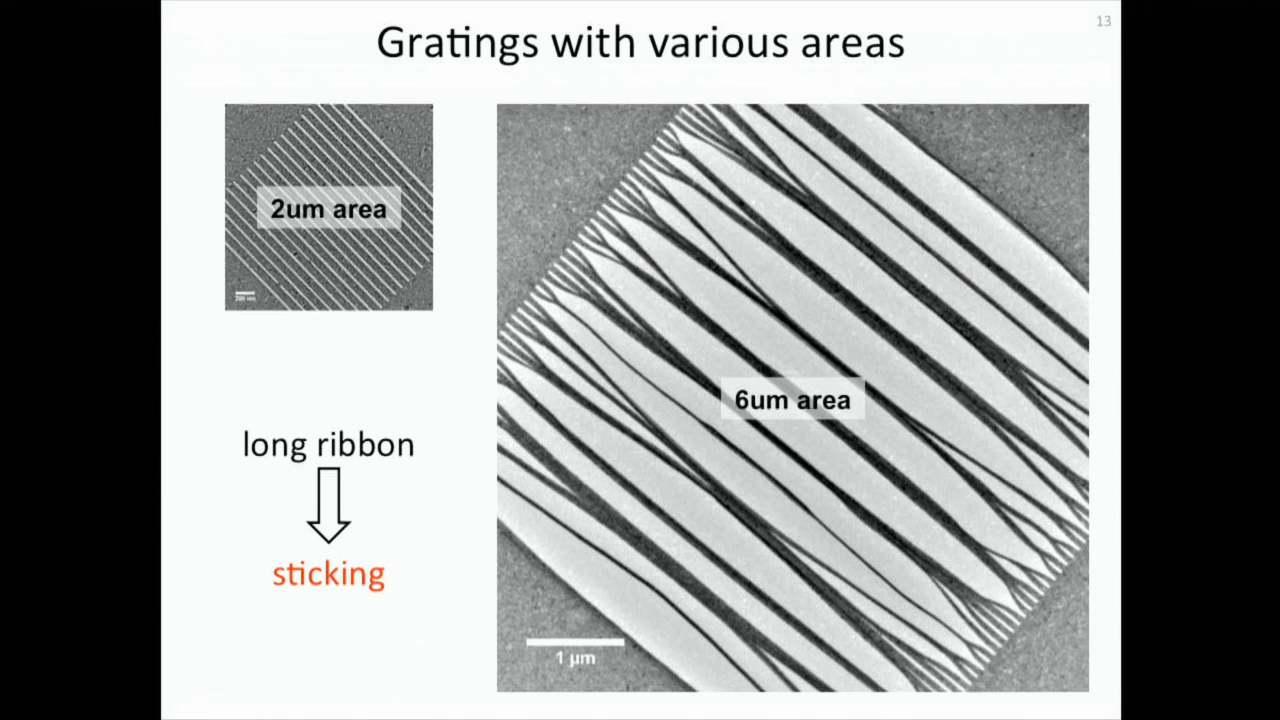 13
Gratings with various areas
2um area
long ribbon
sticking
6um area
1 µm